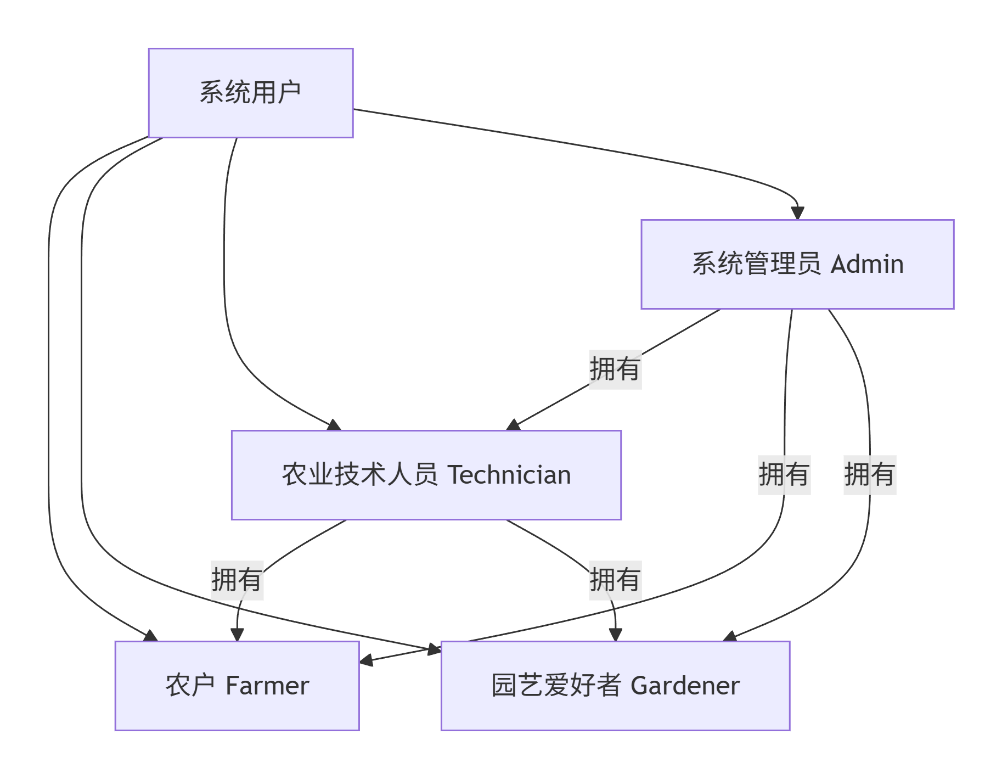 系统用户
系统管理员 Admin
拥有
农业技术人员 Technician
拥有
拥有
拥有
拥有
农户 Farmer
园艺爱好者 Gardener